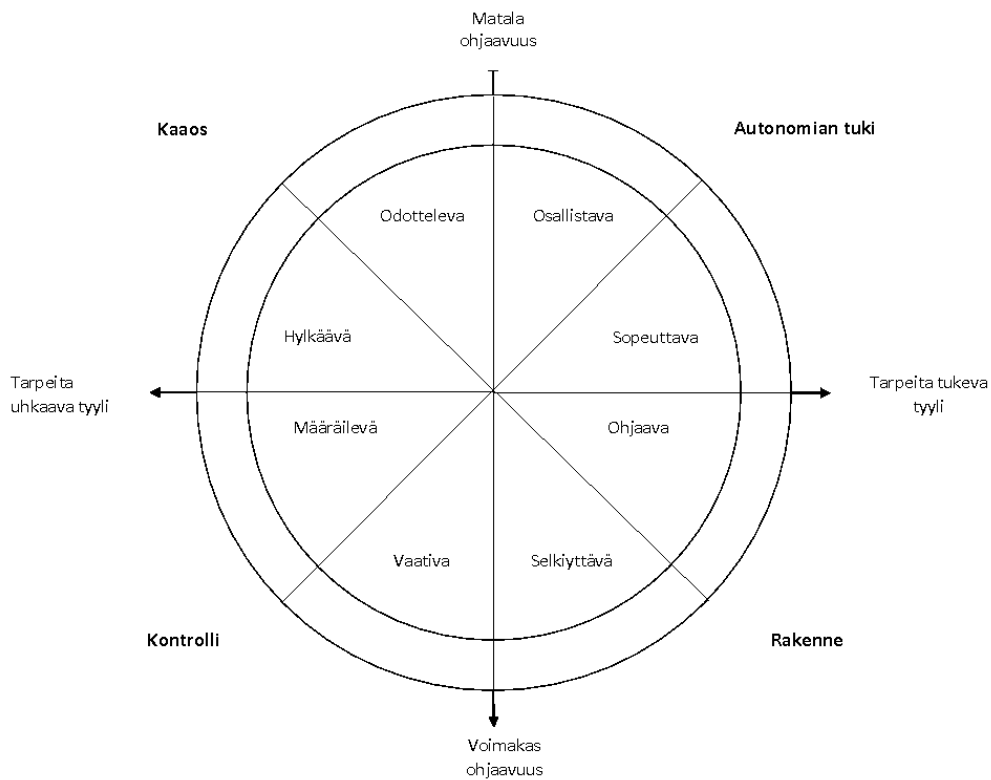 Matala
ohjaavuus
Kaaos
Autonomian tuki
Odotteleva
Osallistava
Hylkäävä
Sopeuttava
Tarpeita
uhkaava tyyli
Tarpeita tukeva
tyyli
Määräilevä
Ohjaava
Vaativa
Selkiyttävä
Kontrolli
Rakenne
Voimakas
ohjaavuus